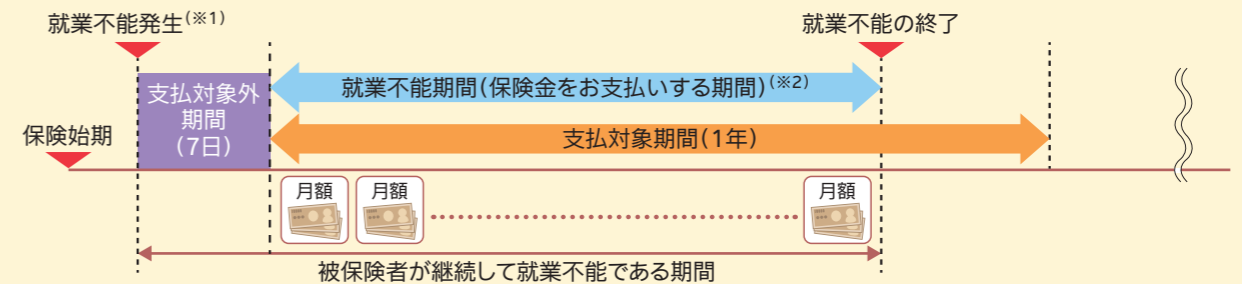 就業不能発生(※1)
就業不能の終了
支払対象外
期間
(7日)
就業不能期間(保険金をお支払いする期間)(※2)
保険始期
支払対象期間(1年)
月額
月額
月額
被保険者が継続して就業不能である期間